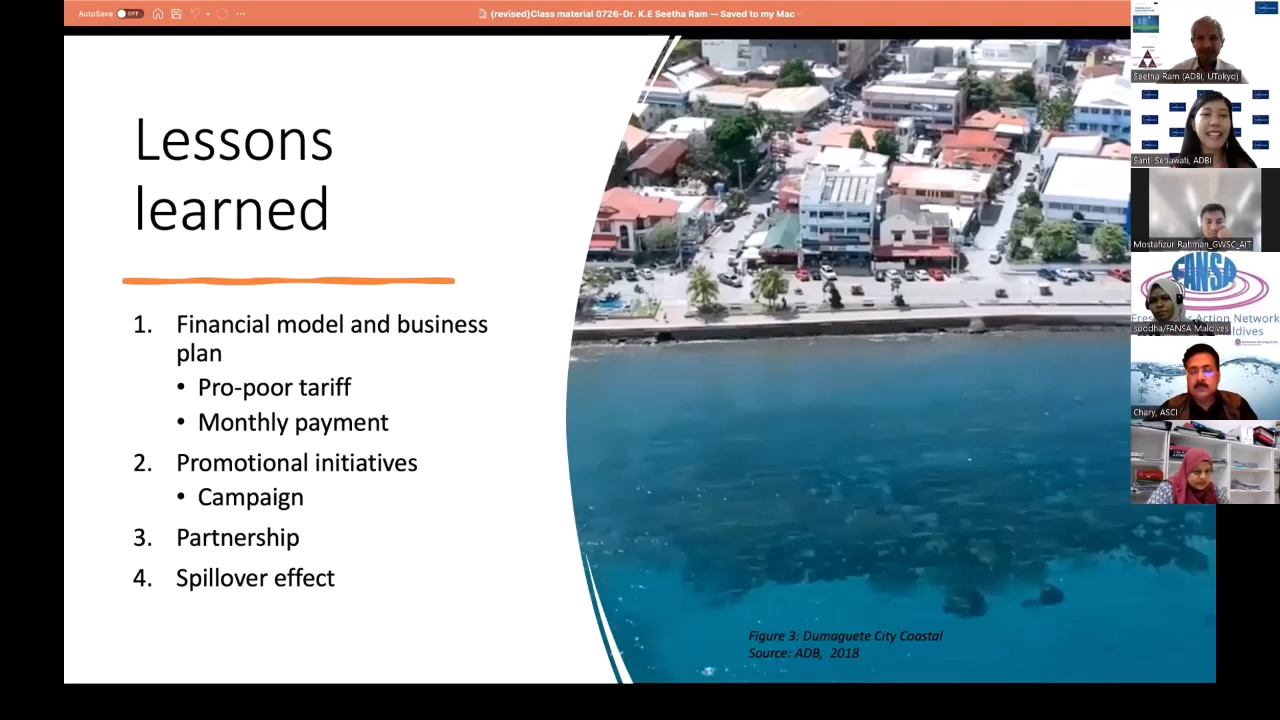 AutoSave OFF
(revised)Class material 0726-Dr. K.E Seetha Ram — Saved to my Mac
Lessons
learned
1. Financial model and business
plan
• Pro-poor tariff
• Monthly payment
2. Promotional initiatives
• Campaign
3. Partnership
4. Spillover effect
Figure 3: Dumaguete City Coastal
Source: ADB, 2018
Seetha Ram (ADBI, UTokyo)
Santi Setiawati, ADBI
Mostafizur Rahman_GWSC_AIT
FANSA
Action Network
soodha/FANSA Maldives
Chary, ASCI